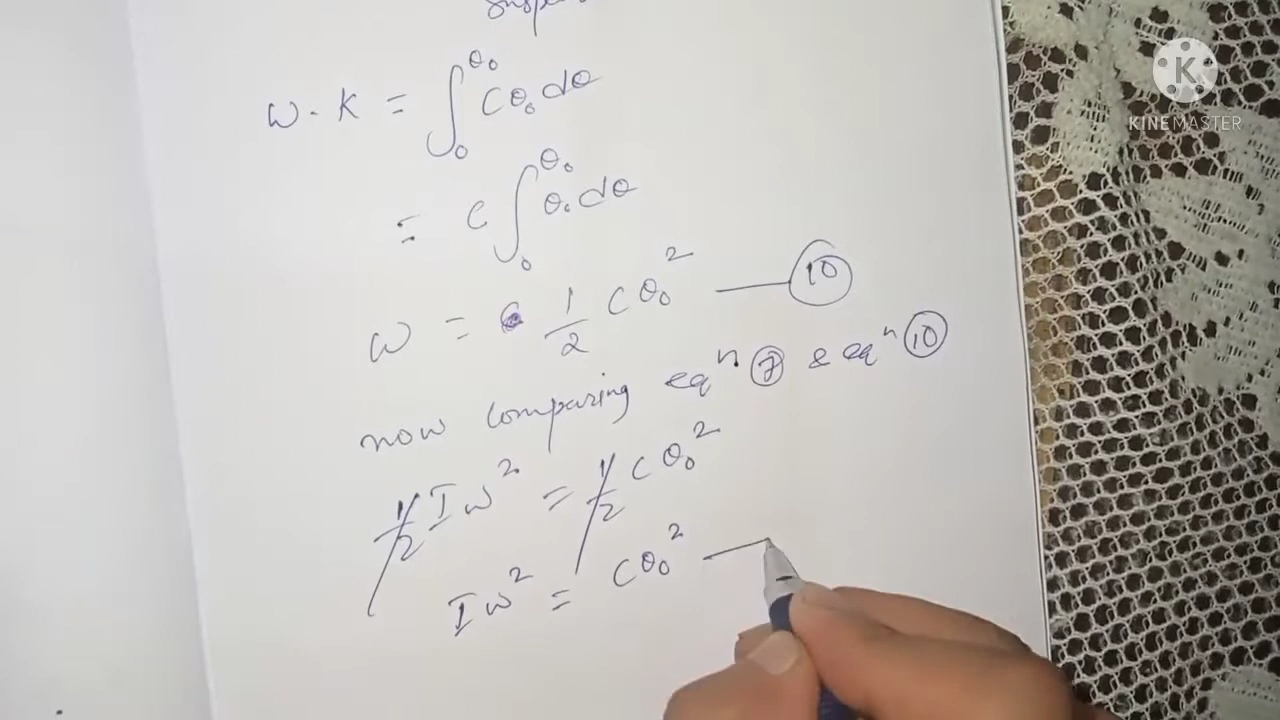 W. K = ∫₀^θ₀ Cθ₀ dθ
= C ∫₀^θ₀ θ₀ dθ
W = 1/2 Cθ₀² — (10)
now comparing eqⁿ (7) & eqⁿ (10)
1/2 Iω² = 1/2 Cθ₀²
Iω² = Cθ₀² —
K
KINEMASTER